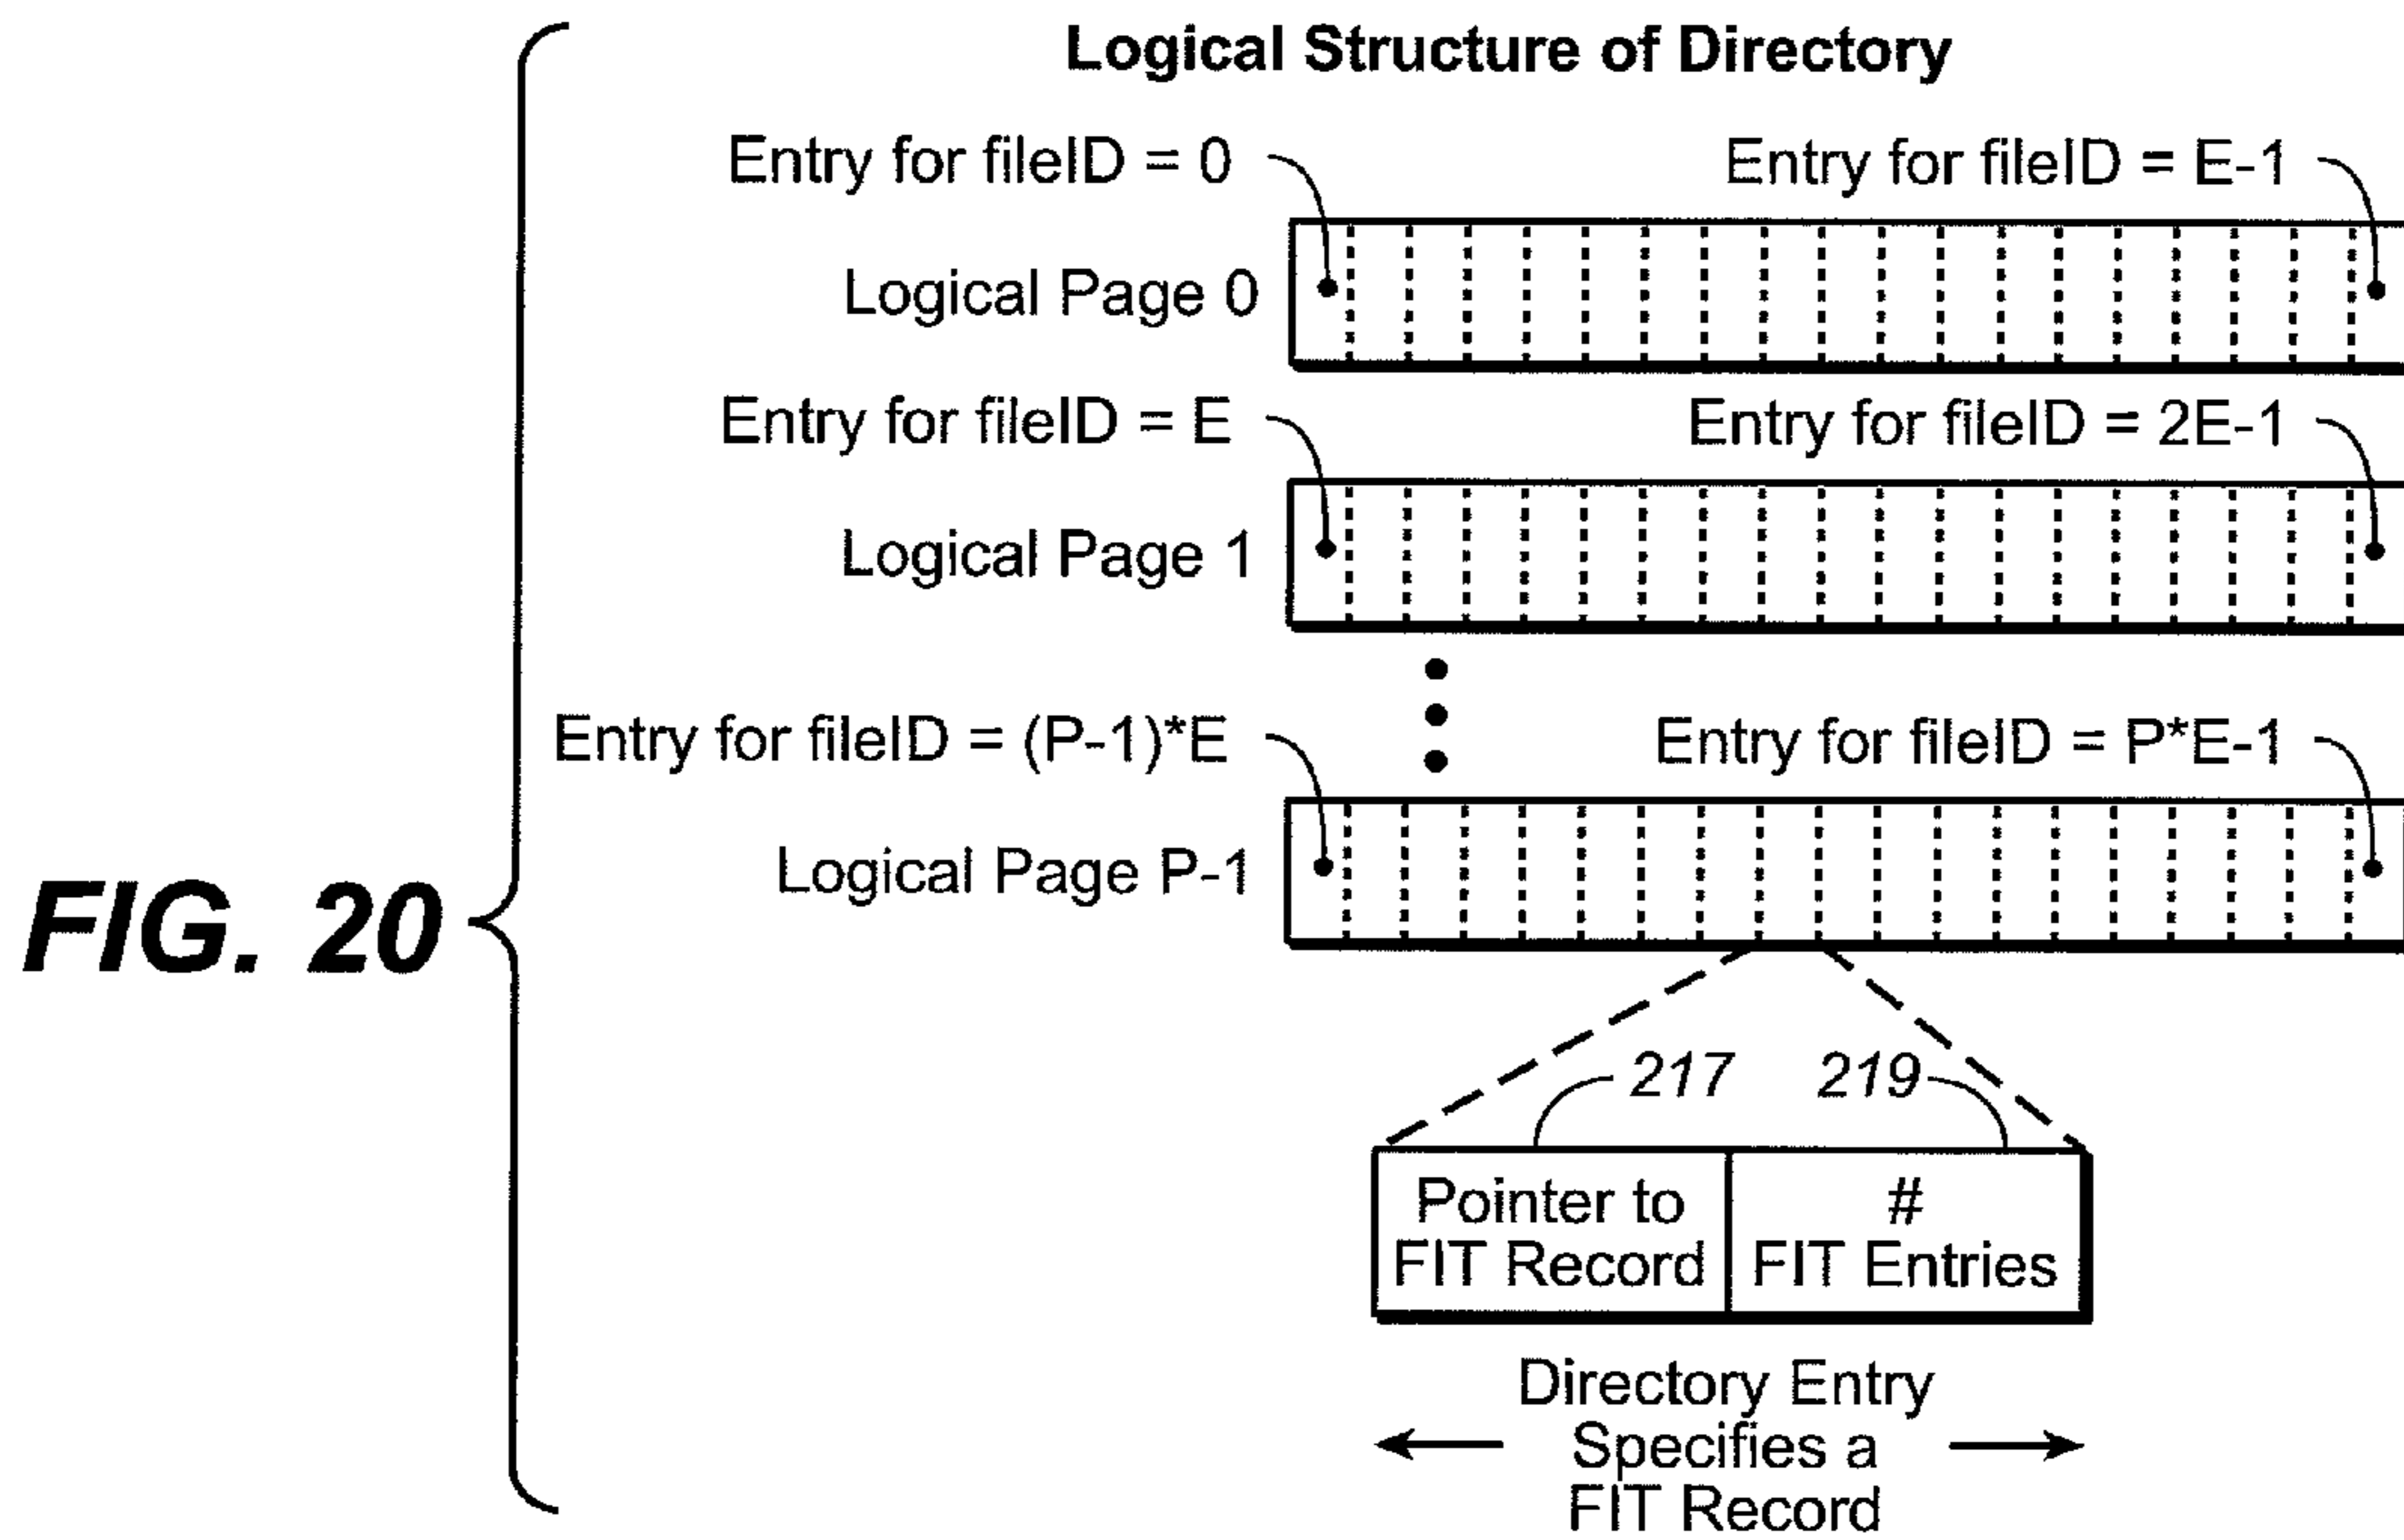 Logical Structure of Directory
Entry for fileID = 0
Entry for fileID = E-1
Logical Page 0
Entry for fileID = E
Entry for fileID = 2E-1
Logical Page 1
Entry for fileID = (P-1)*E
Entry for fileID = P*E-1
Logical Page P-1
FIG. 20
217 219
Pointer to
FIT Record
#
FIT Entries
Directory Entry
Specifies a
FIT Record